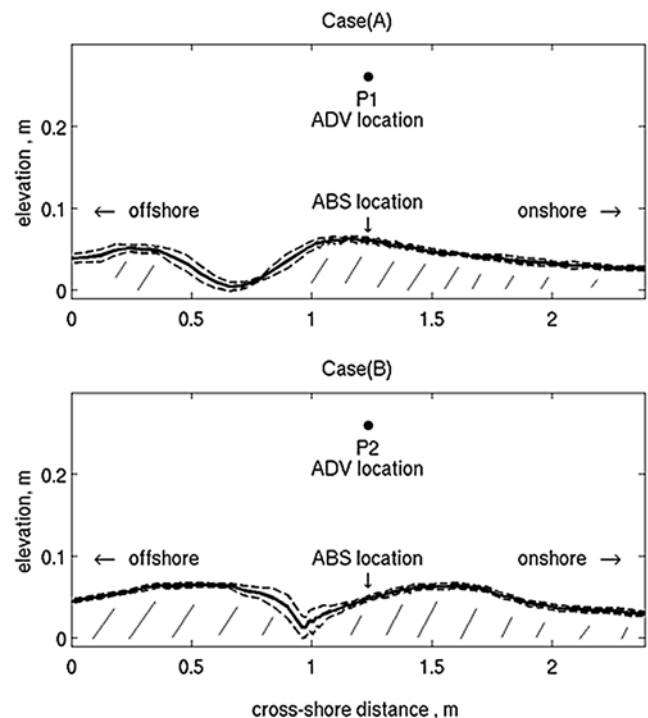 Case(A)
elevation , m
0.2
0.1
0
P1
ADV location
← offshore
ABS location
↓
onshore →
0 0.5 1 1.5 2
Case(B)
elevation, m
0.2
0.1
0
P2
ADV location
← offshore
ABS location
↓
onshore →
0 0.5 1 1.5 2
cross-shore distance , m